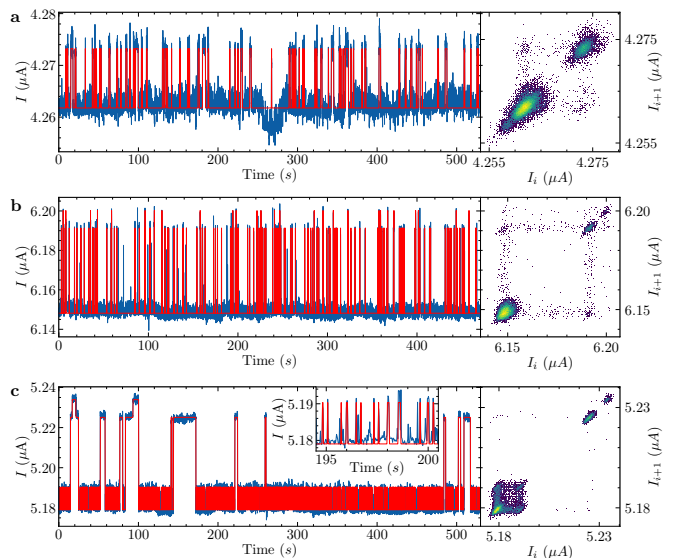 a
4.28
4.27
4.26
I (μA)
0 100 200 300 400 500
Time (s)
4.275
4.255
I_{i+1} (μA)
4.255 4.275
I_i (μA)
b
6.20
6.18
6.16
6.14
I (μA)
0 100 200 300 400
Time (s)
6.20
6.15
I_{i+1} (μA)
6.15 6.20
I_i (μA)
c
5.24
5.22
5.20
5.18
I (μA)
5.19
5.18
I (μA)
195 200
Time (s)
0 100 200 300 400 500
Time (s)
5.23
5.18
I_{i+1} (μA)
5.18 5.23
I_i (μA)